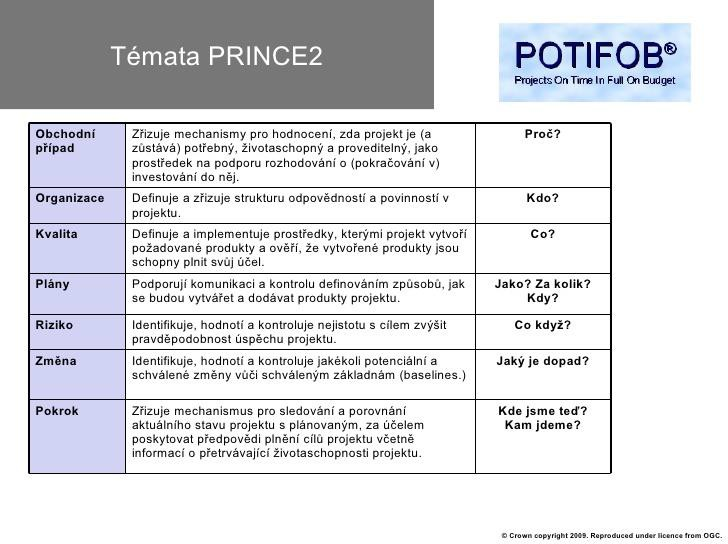 Témata PRINCE2
POTIFOB®
Projects On Time In Full On Budget
Obchodní
případ
Zřizuje mechanismy pro hodnocení, zda projekt je (a
zůstává) potřebný, životaschopný a proveditelný, jako
prostředek na podporu rozhodování o (pokračování v)
investování do něj.
Proč?
Organizace
Definuje a zřizuje strukturu odpovědností a povinností v
projektu.
Kdo?
Kvalita
Definuje a implementuje prostředky, kterými projekt vytvoří
požadované produkty a ověří, že vytvořené produkty jsou
schopny plnit svůj účel.
Co?
Plány
Podporují komunikaci a kontrolu definováním způsobů, jak
se budou vytvářet a dodávat produkty projektu.
Jako? Za kolik?
Kdy?
Riziko
Identifikuje, hodnotí a kontroluje nejistotu s cílem zvýšit
pravděpodobnost úspěchu projektu.
Co když?
Změna
Identifikuje, hodnotí a kontroluje jakékoli potenciální a
schválené změny vůči schváleným základnám (baselines.)
Jaký je dopad?
Pokrok
Zřizuje mechanismus pro sledování a porovnání
aktuálního stavu projektu s plánovaným, za účelem
poskytovat předpovědi plnění cílů projektu včetně
informací o přetrvávající životaschopnosti projektu.
Kde jsme teď?
Kam jdeme?
© Crown copyright 2009. Reproduced under licence from OGC.